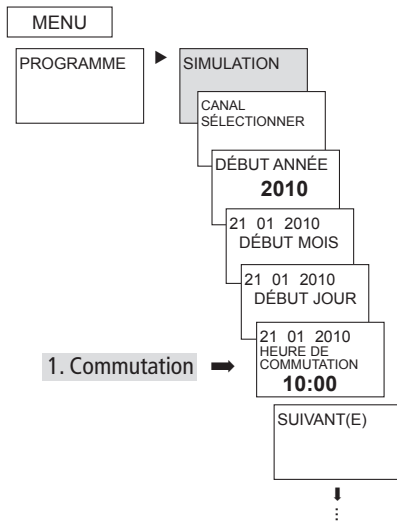 MENU
PROGRAMME
SIMULATION
CANAL
SÉLECTIONNER
DÉBUT ANNÉE
2010
21 01 2010
DÉBUT MOIS
21 01 2010
DÉBUT JOUR
21 01 2010
HEURE DE
COMMUTATION
10:00
1. Commutation
SUIVANT(E)